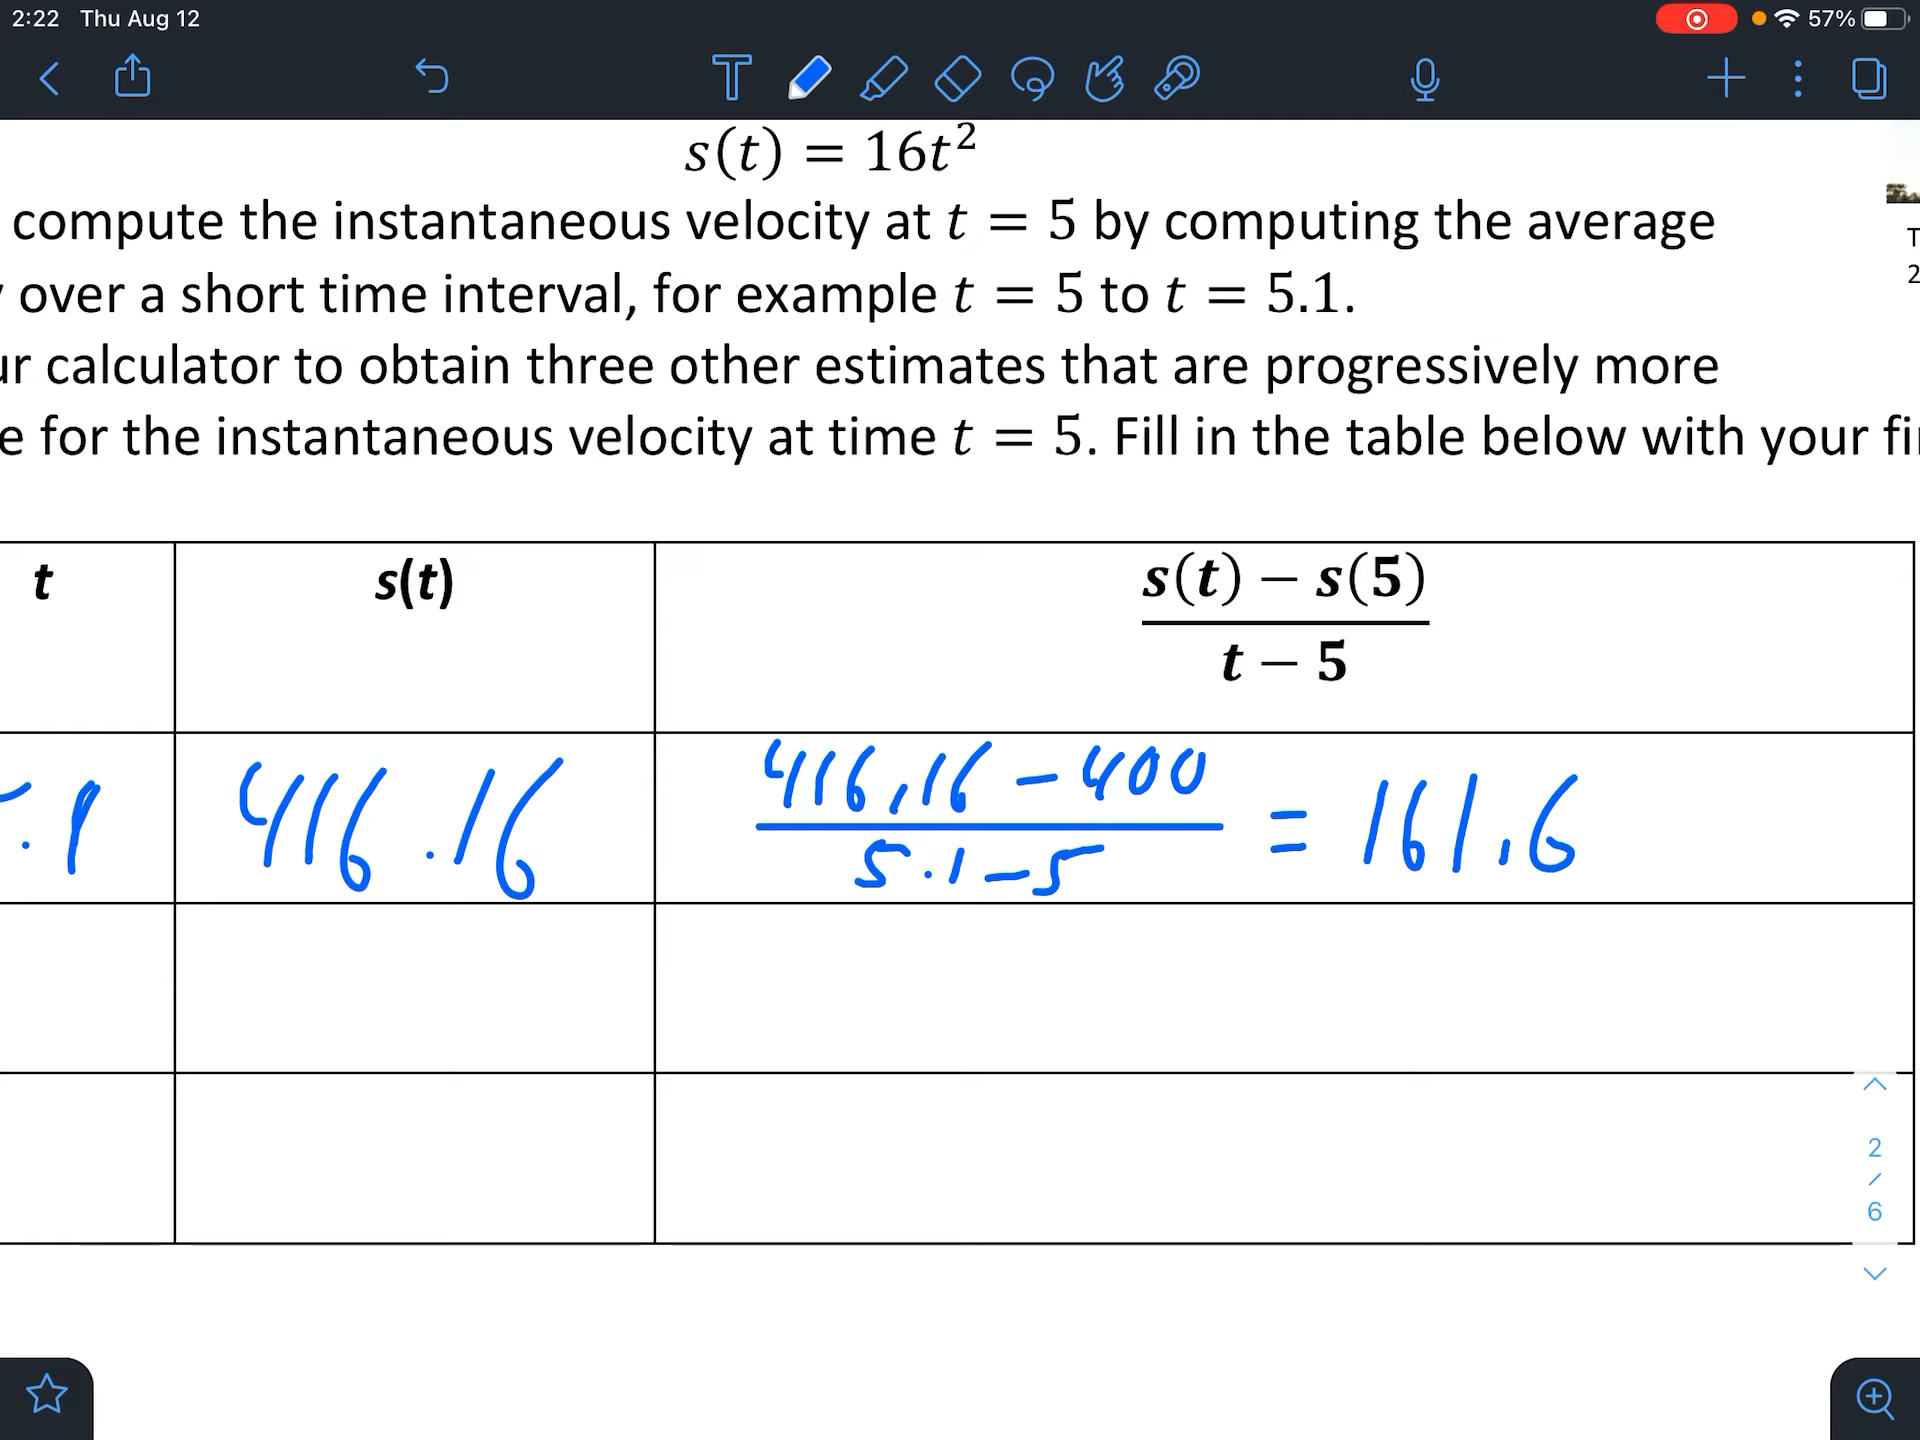 2:22 Thu Aug 12 57%
s(t) = 16t²
compute the instantaneous velocity at t = 5 by computing the average
over a short time interval, for example t = 5 to t = 5.1.
calculator to obtain three other estimates that are progressively more
for the instantaneous velocity at time t = 5. Fill in the table below with your
t s(t) s(t) − s(5)
t − 5
.1 416.16 416.16 − 400 = 161.6
5.1 − 5
2
/
6